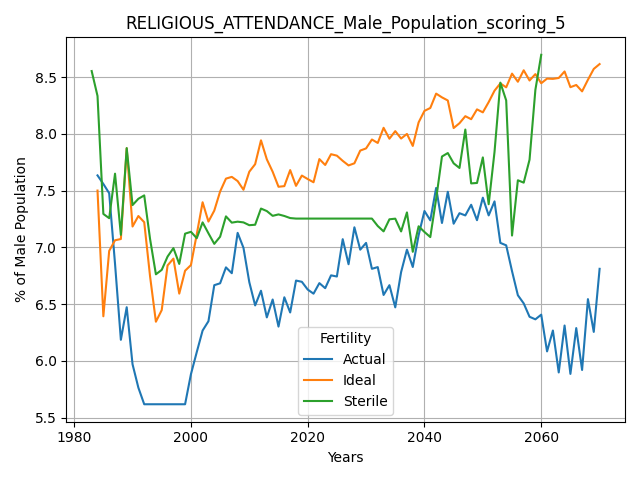 RELIGIOUS_ATTENDANCE_Male_Population_scoring_5
% of Male Population
8.5
8.0
7.5
7.0
6.5
6.0
5.5
Fertility
Actual
Ideal
Sterile
1980
2000
2020
2040
2060
Years